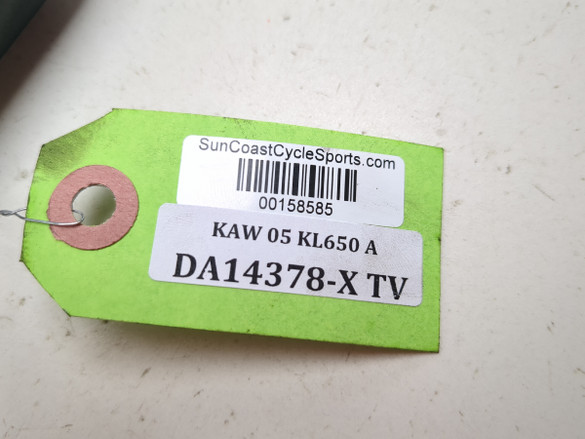 SunCoastCycleSports.com
00158585
KAW 05 KL650 A
DA14378-X TV